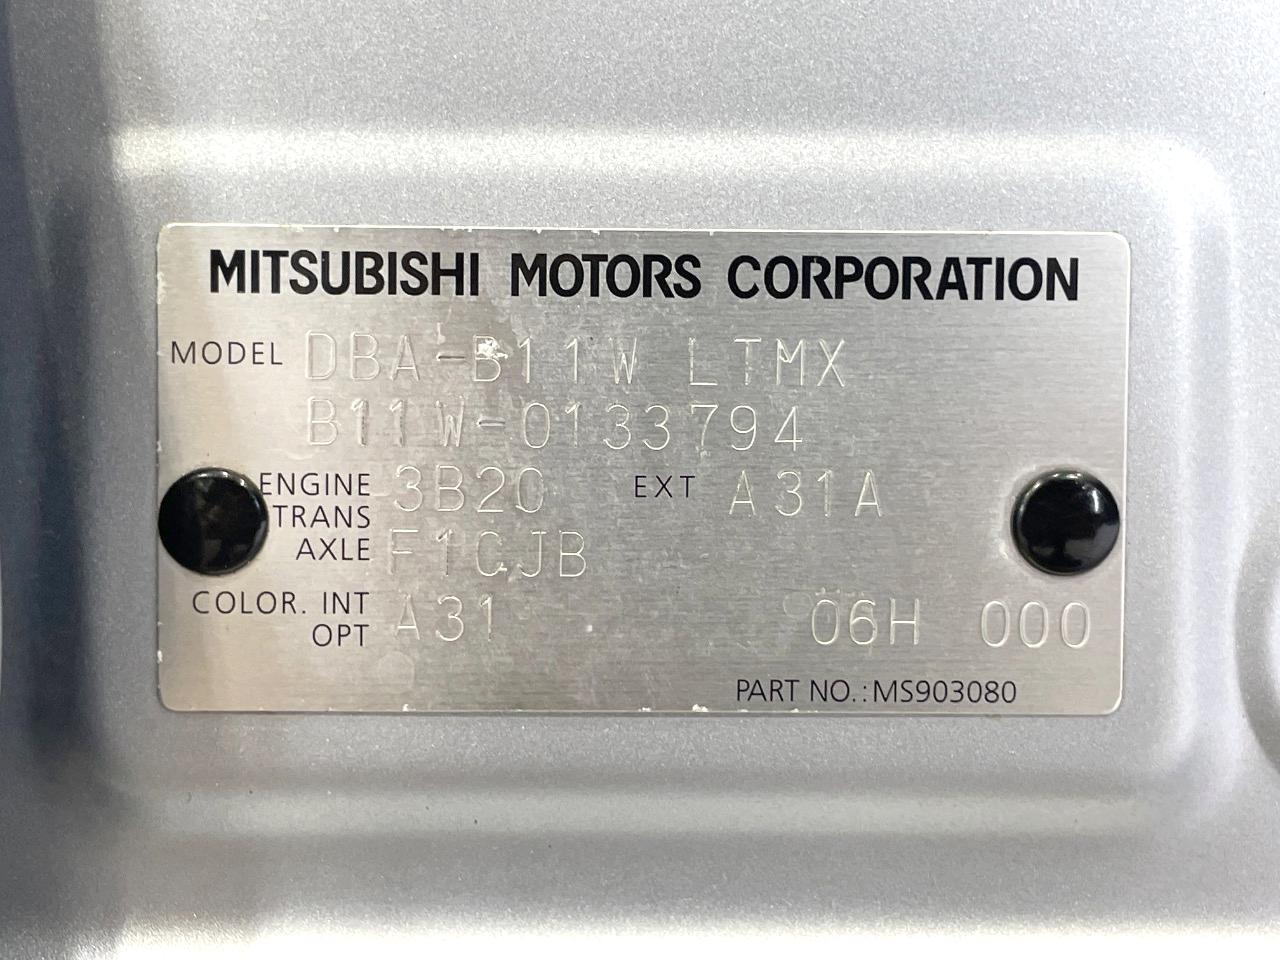 MITSUBISHI MOTORS CORPORATION
MODEL DBA-B11W LTMX
B11W-0133794
ENGINE 3B20 EXT A31A
TRANS
AXLE F1CJB
COLOR. INT A31 06H 000
OPT
PART NO.:MS903080